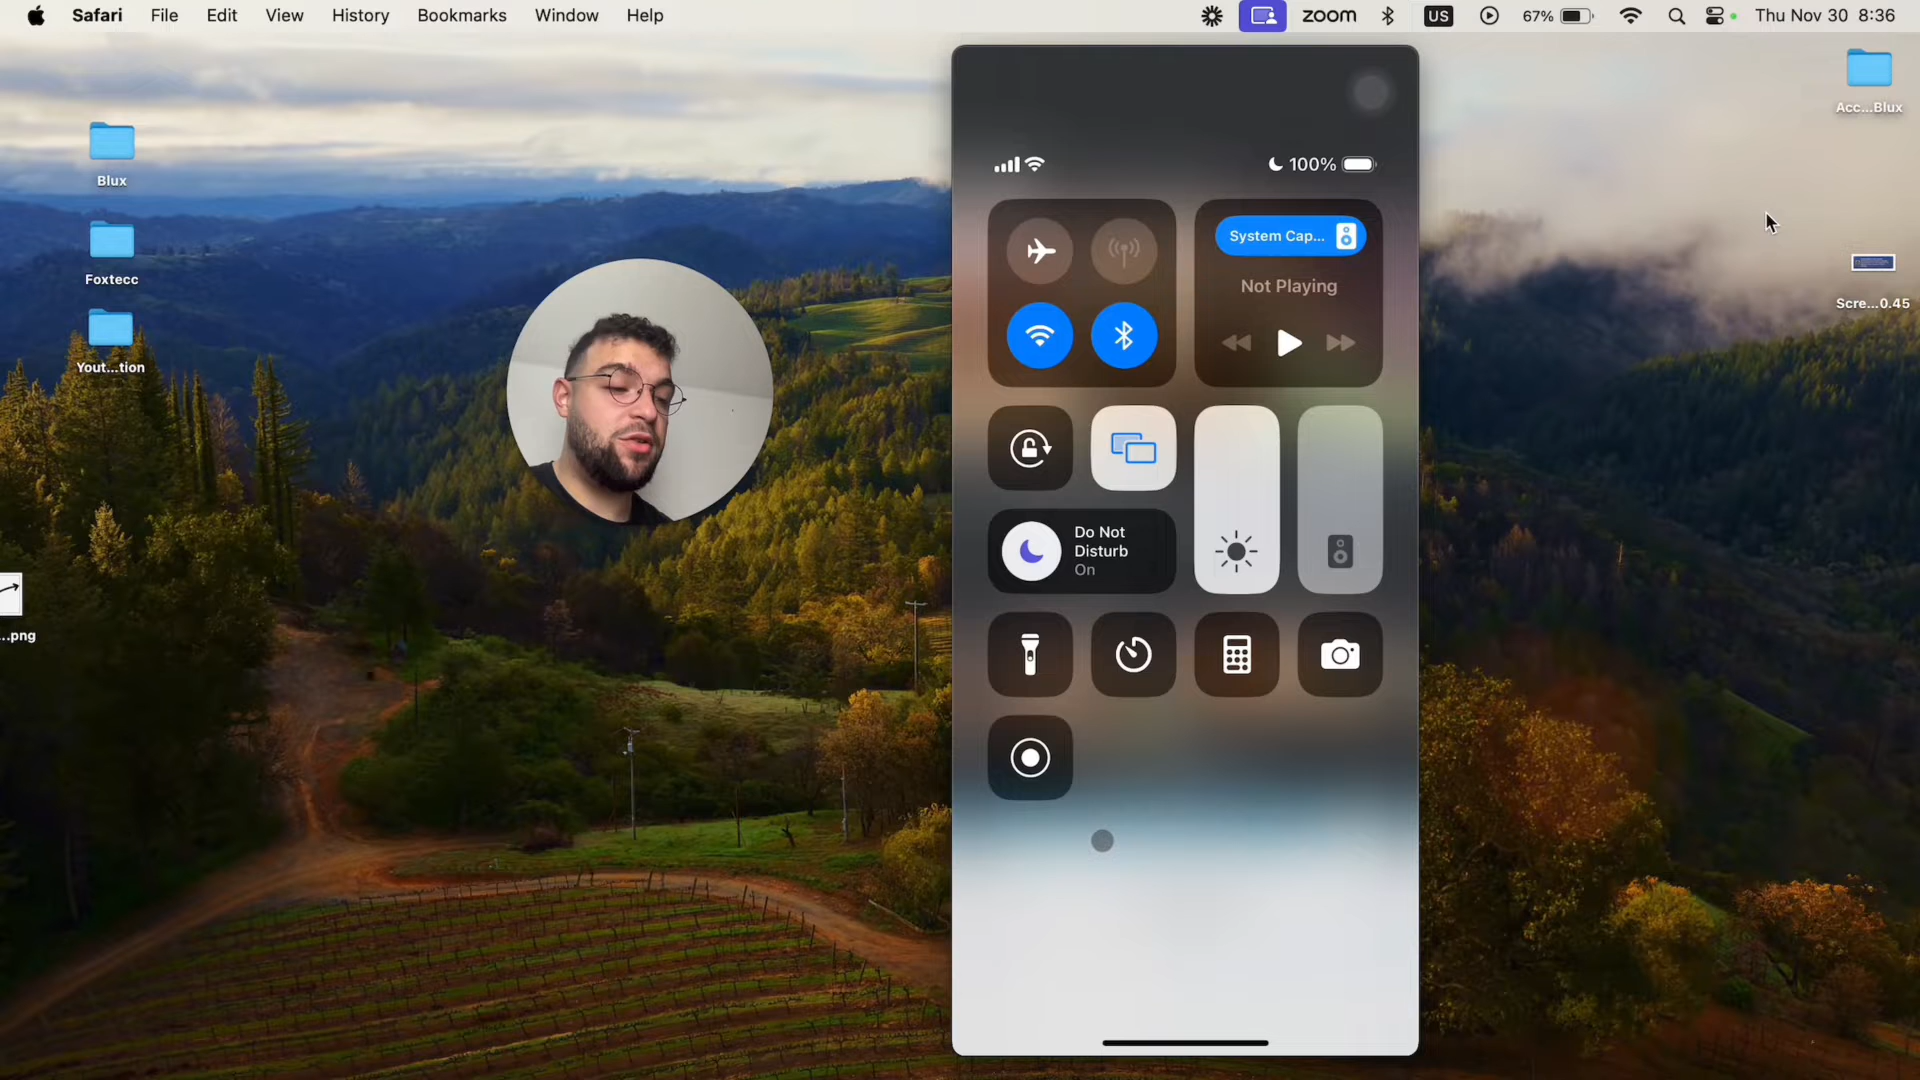 Safari File Edit View History Bookmarks Window Help zoom US 67% Thu Nov 30 8:36
Blux
Foxtecc
Yout...tion
...png
Acc...Blux
Scre...0.45
100%
System Cap...
Not Playing
Do Not
Disturb
On